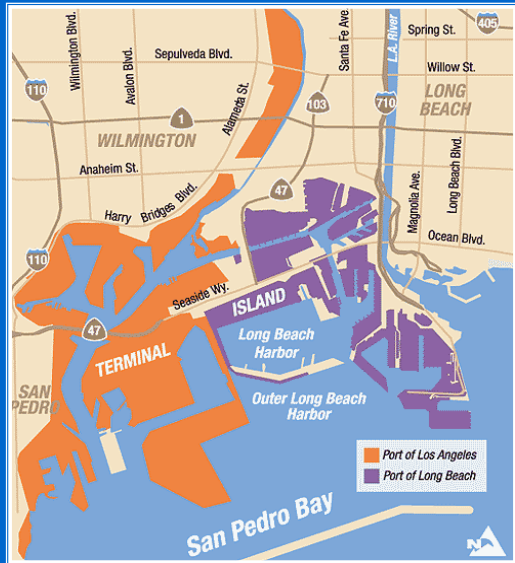 Wilmington Blvd.
Avalon Blvd.
Sepulveda Blvd.
Alameda St.
Santa Fe Ave.
L.A. River
Spring St.
405
Willow St.
110
1
103
710
LONG
BEACH
WILMINGTON
Anaheim St.
47
Magnolia Ave.
Long Beach Blvd.
Harry Bridges Blvd.
Ocean Blvd.
110
Seaside Wy.
ISLAND
47
TERMINAL
Long Beach
Harbor
SAN
PEDRO
Outer Long Beach
Harbor
Port of Los Angeles
Port of Long Beach
San Pedro Bay
N